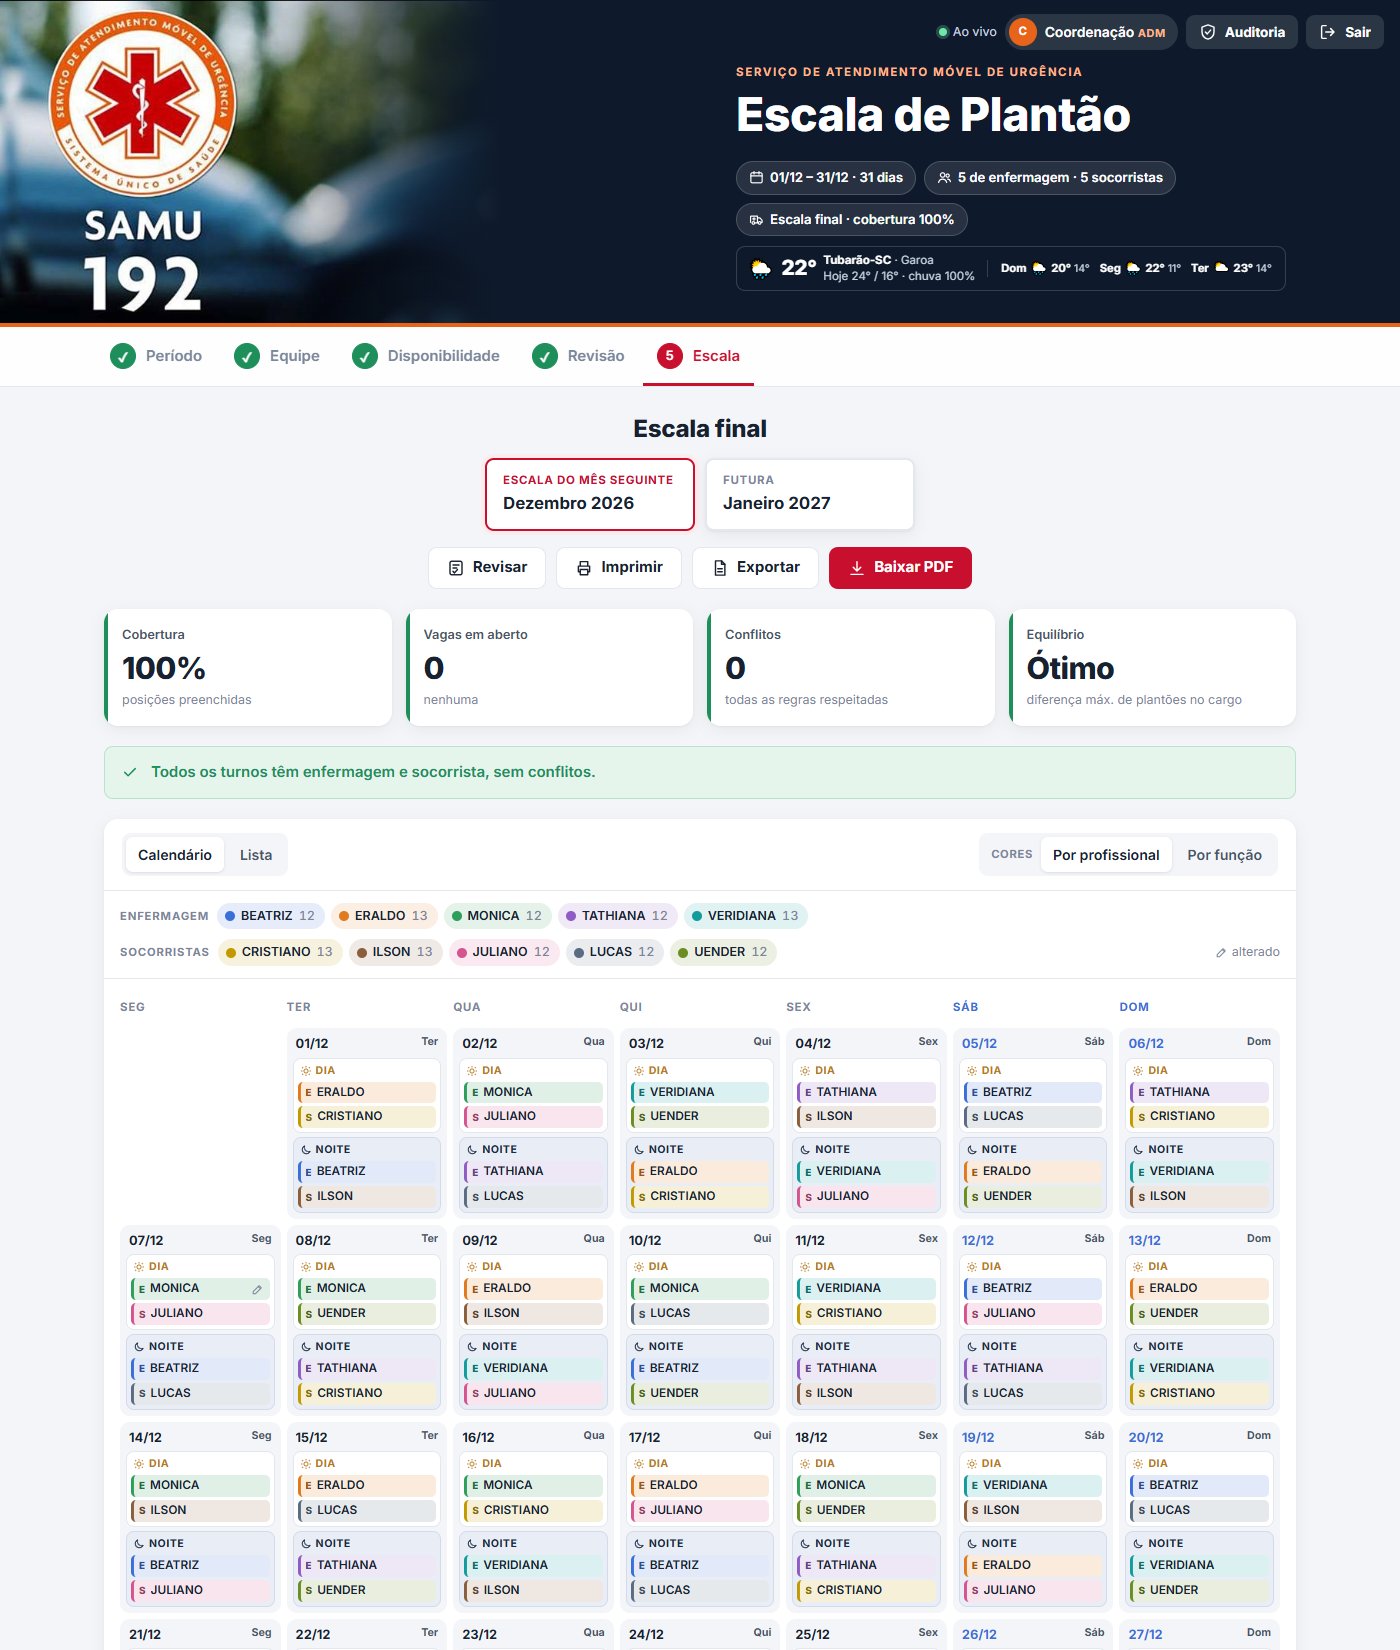 SERVIÇO DE ATENDIMENTO MÓVEL DE URGÊNCIA
SISTEMA ÚNICO DE SAÚDE
SAMU
192
Ao vivo
C Coordenação ADM
Auditoria
Sair
SERVIÇO DE ATENDIMENTO MÓVEL DE URGÊNCIA
Escala de Plantão
01/12 – 31/12 · 31 dias
5 de enfermagem · 5 socorristas
Escala final · cobertura 100%
22° Tubarão-SC · Garoa
Hoje 24° / 16° · chuva 100%
Dom 20° 14° Seg 22° 11° Ter 23° 14°
Período
Equipe
Disponibilidade
Revisão
5 Escala
Escala final
ESCALA DO MÊS SEGUINTE
Dezembro 2026
FUTURA
Janeiro 2027
Revisar
Imprimir
Exportar
Baixar PDF
Cobertura
100%
posições preenchidas
Vagas em aberto
0
nenhuma
Conflitos
0
todas as regras respeitadas
Equilíbrio
Ótimo
diferença máx. de plantões no cargo
Todos os turnos têm enfermagem e socorrista, sem conflitos.
Calendário Lista
CORES Por profissional Por função
ENFERMAGEM BEATRIZ 12 ERALDO 13 MONICA 12 TATHIANA 12 VERIDIANA 13
SOCORRISTAS CRISTIANO 13 ILSON 13 JULIANO 12 LUCAS 12 UENDER 12
alterado
SEG TER QUA QUI SEX SÁB DOM
01/12 Ter
DIA
E ERALDO
S CRISTIANO
NOITE
E BEATRIZ
S ILSON
02/12 Qua
DIA
E MONICA
S JULIANO
NOITE
E TATHIANA
S LUCAS
03/12 Qui
DIA
E VERIDIANA
S UENDER
NOITE
E ERALDO
S CRISTIANO
04/12 Sex
DIA
E TATHIANA
S ILSON
NOITE
E VERIDIANA
S JULIANO
05/12 Sáb
DIA
E BEATRIZ
S LUCAS
NOITE
E ERALDO
S UENDER
06/12 Dom
DIA
E TATHIANA
S CRISTIANO
NOITE
E VERIDIANA
S ILSON
07/12 Seg
DIA
E MONICA
S JULIANO
NOITE
E BEATRIZ
S LUCAS
08/12 Ter
DIA
E MONICA
S UENDER
NOITE
E TATHIANA
S CRISTIANO
09/12 Qua
DIA
E ERALDO
S ILSON
NOITE
E VERIDIANA
S JULIANO
10/12 Qui
DIA
E MONICA
S LUCAS
NOITE
E BEATRIZ
S UENDER
11/12 Sex
DIA
E VERIDIANA
S CRISTIANO
NOITE
E TATHIANA
S ILSON
12/12 Sáb
DIA
E BEATRIZ
S JULIANO
NOITE
E TATHIANA
S LUCAS
13/12 Dom
DIA
E ERALDO
S UENDER
NOITE
E VERIDIANA
S CRISTIANO
14/12 Seg
DIA
E MONICA
S ILSON
NOITE
E BEATRIZ
S JULIANO
15/12 Ter
DIA
E ERALDO
S LUCAS
NOITE
E TATHIANA
S UENDER
16/12 Qua
DIA
E MONICA
S CRISTIANO
NOITE
E VERIDIANA
S ILSON
17/12 Qui
DIA
E ERALDO
S JULIANO
NOITE
E BEATRIZ
S LUCAS
18/12 Sex
DIA
E MONICA
S UENDER
NOITE
E TATHIANA
S CRISTIANO
19/12 Sáb
DIA
E VERIDIANA
S ILSON
NOITE
E ERALDO
S JULIANO
20/12 Dom
DIA
E BEATRIZ
S LUCAS
NOITE
E VERIDIANA
S UENDER
21/12 Seg
22/12 Ter
23/12 Qua
24/12 Qui
25/12 Sex
26/12 Sáb
27/12 Dom